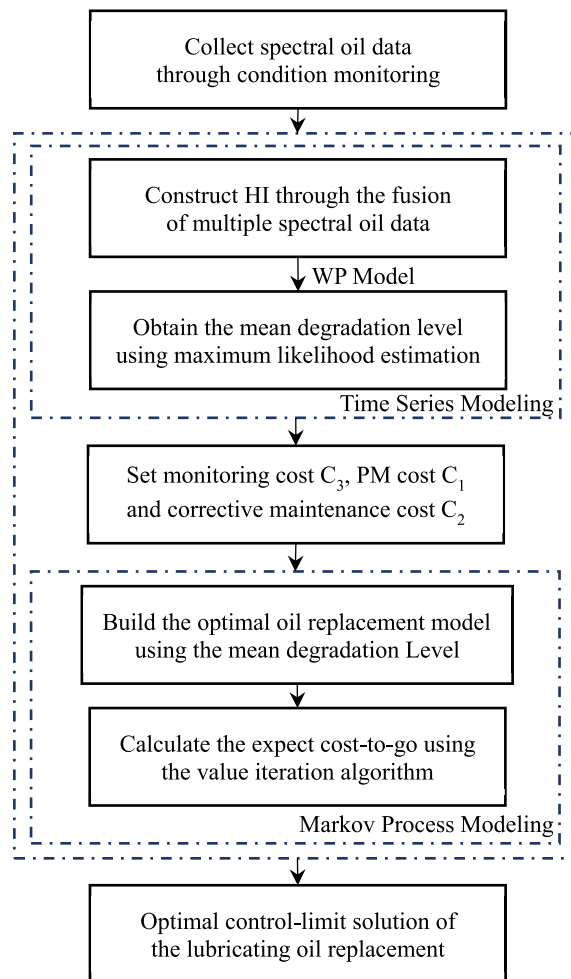 Collect spectral oil data
through condition monitoring
Construct HI through the fusion
of multiple spectral oil data
WP Model
Obtain the mean degradation level
using maximum likelihood estimation
Time Series Modeling
Set monitoring cost C₃, PM cost C₁
and corrective maintenance cost C₂
Build the optimal oil replacement model
using the mean degradation Level
Calculate the expect cost-to-go using
the value iteration algorithm
Markov Process Modeling
Optimal control-limit solution of
the lubricating oil replacement